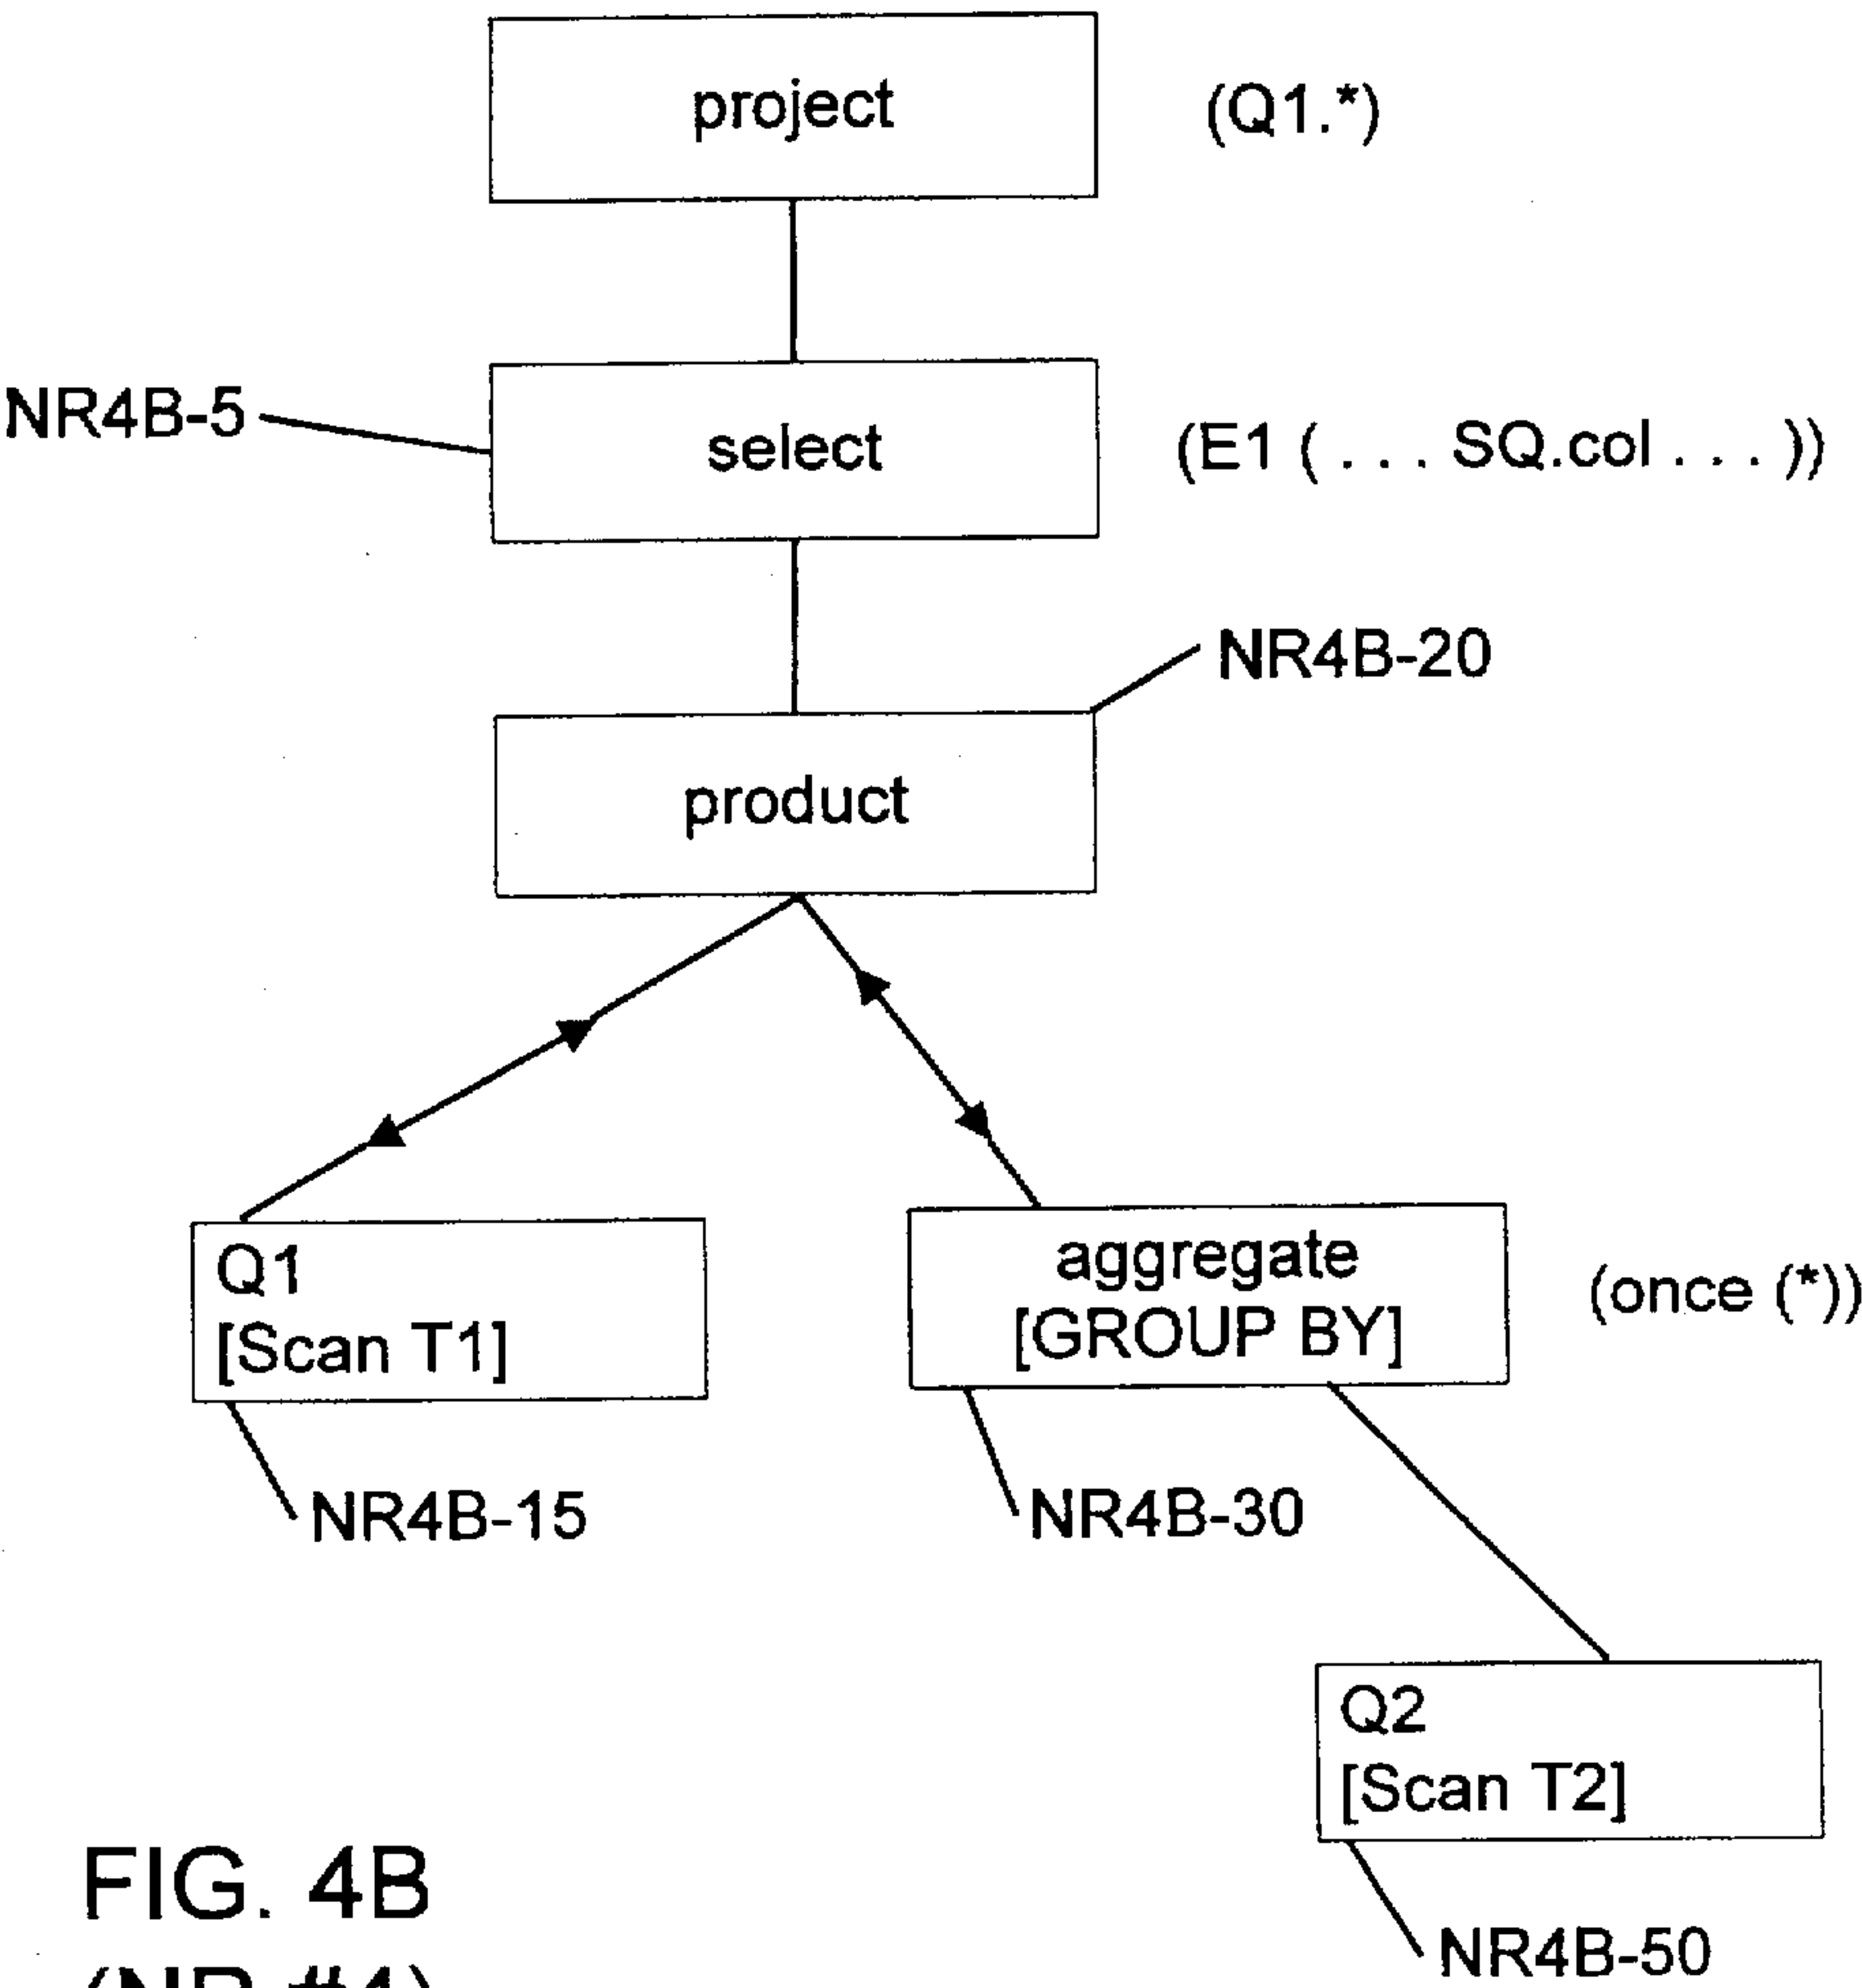 project
(Q1.*)
NR4B-5
select
(E1 ( . . . SQ.col . . . ))
NR4B-20
product
Q1
[Scan T1]
aggregate
[GROUP BY]
(once (*))
NR4B-15
NR4B-30
Q2
[Scan T2]
NR4B-50
FIG. 4B